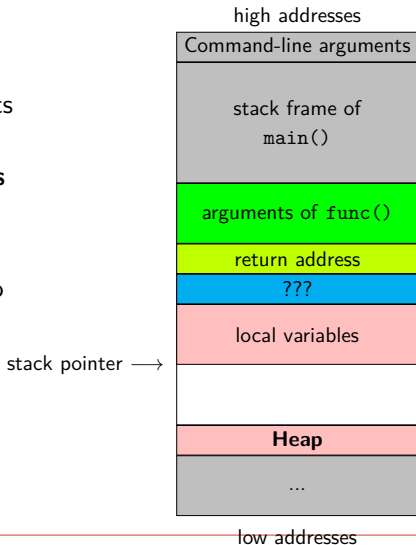 high addresses
Command-line arguments
ts
stack frame of
main()
s
arguments of func()
return address
???
local variables
stack pointer ⟶
Heap
...
low addresses